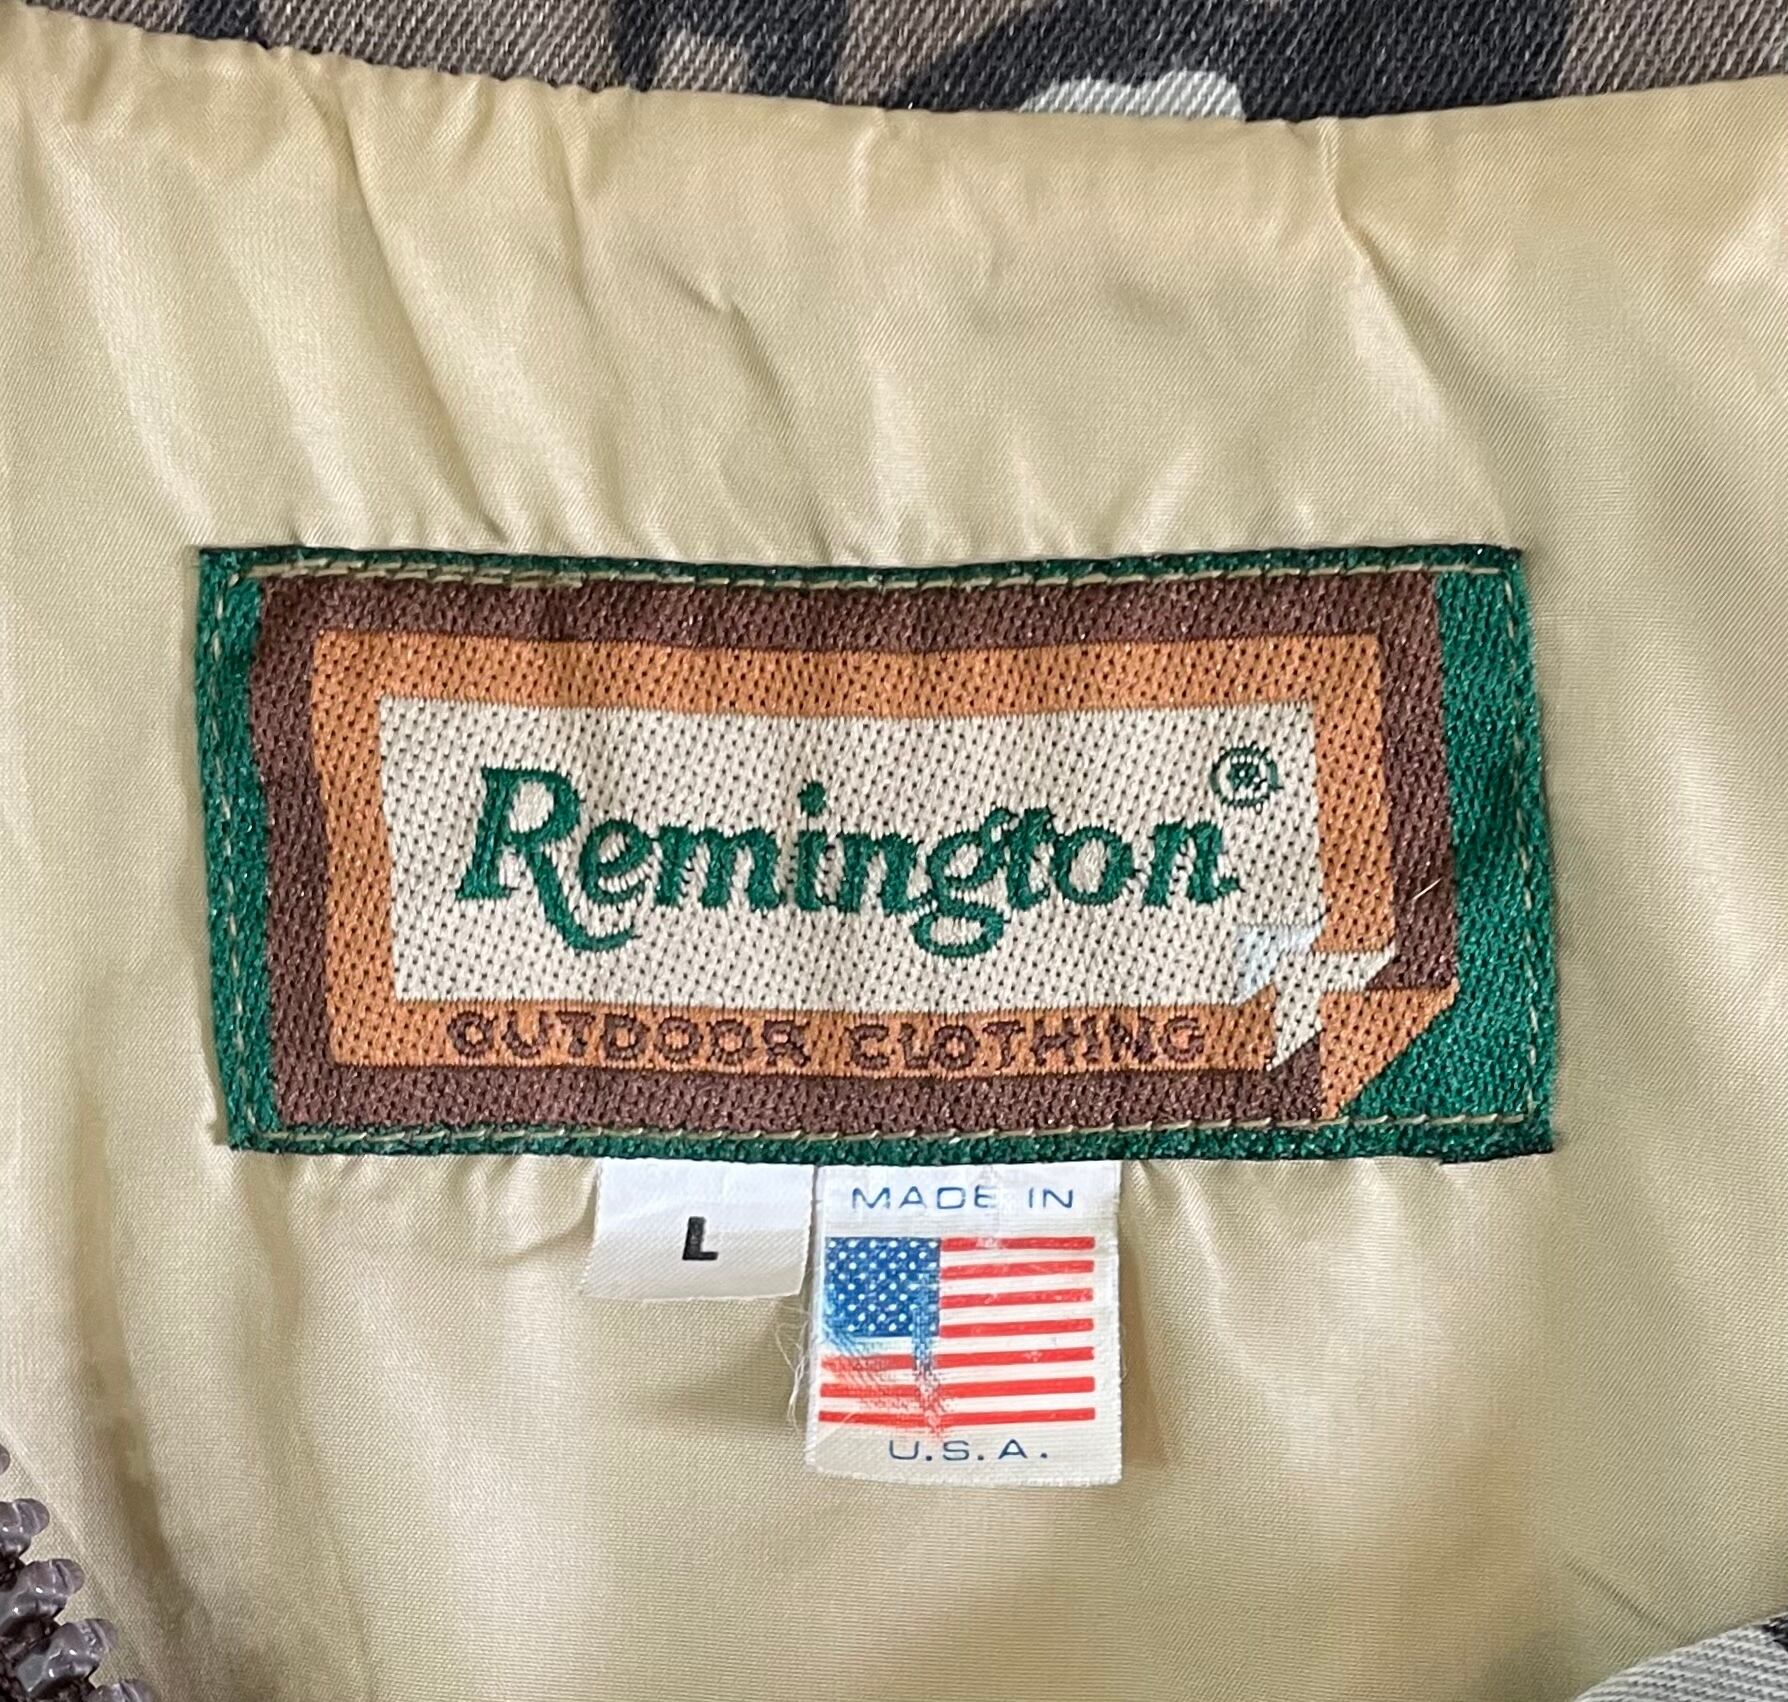 Remington®
OUTDOOR CLOTHING
L
MADE IN
U.S.A.